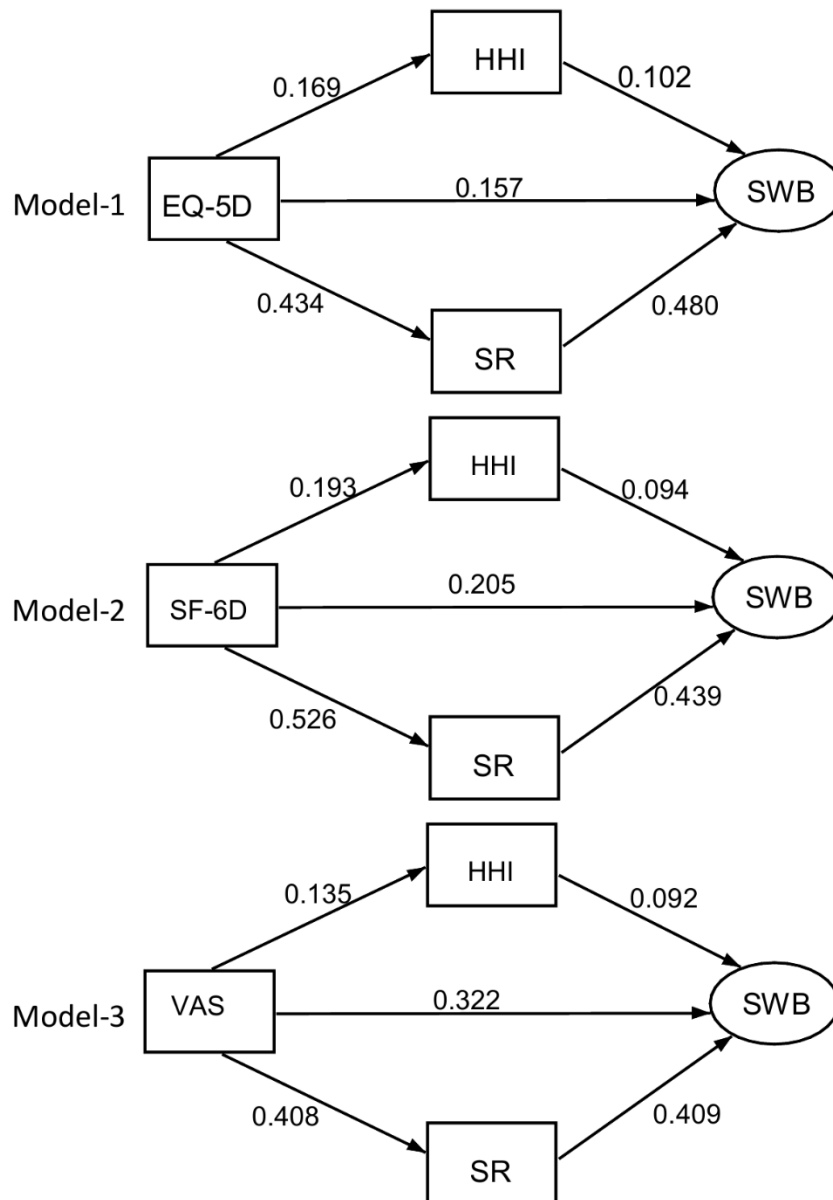 HHI
0.169
0.102
Model-1
EQ-5D
0.157
SWB
0.434
0.480
SR
HHI
0.193
0.094
Model-2
SF-6D
0.205
SWB
0.526
0.439
SR
HHI
0.135
0.092
Model-3
VAS
0.322
SWB
0.408
0.409
SR